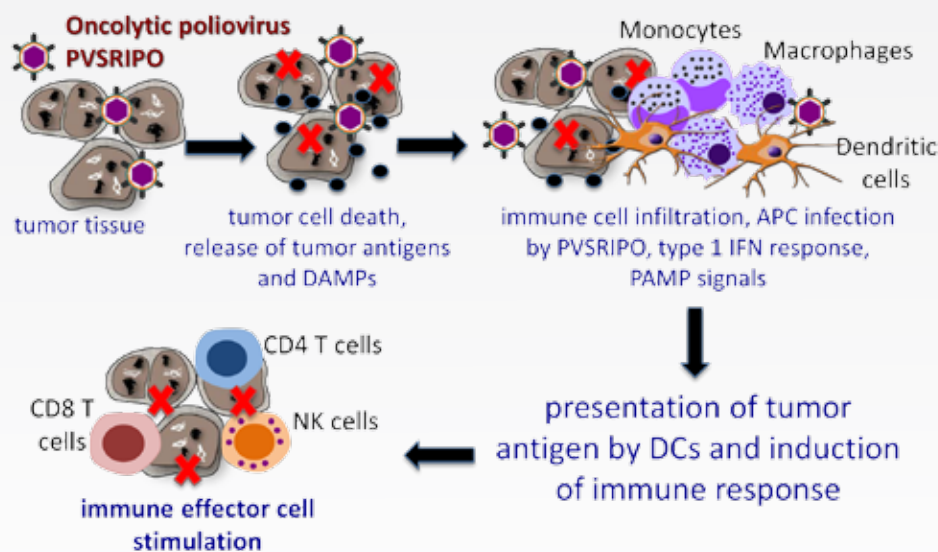 Oncolytic poliovirus
PVSRIPO
tumor tissue
tumor cell death,
release of tumor antigens
and DAMPs
Monocytes
Macrophages
Dendritic
cells
immune cell infiltration, APC infection
by PVSRIPO, type 1 IFN response,
PAMP signals
presentation of tumor
antigen by DCs and induction
of immune response
CD4 T cells
CD8 T
cells
NK cells
immune effector cell
stimulation